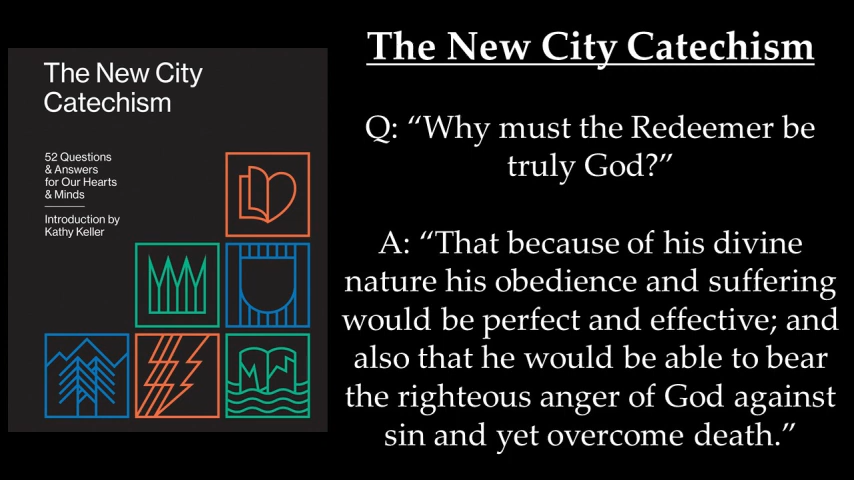 The New City
Catechism
52 Questions
& Answers
for Our Hearts
& Minds
Introduction by
Kathy Keller
The New City Catechism
Q: “Why must the Redeemer be
truly God?”
A: “That because of his divine
nature his obedience and suffering
would be perfect and effective; and
also that he would be able to bear
the righteous anger of God against
sin and yet overcome death.”